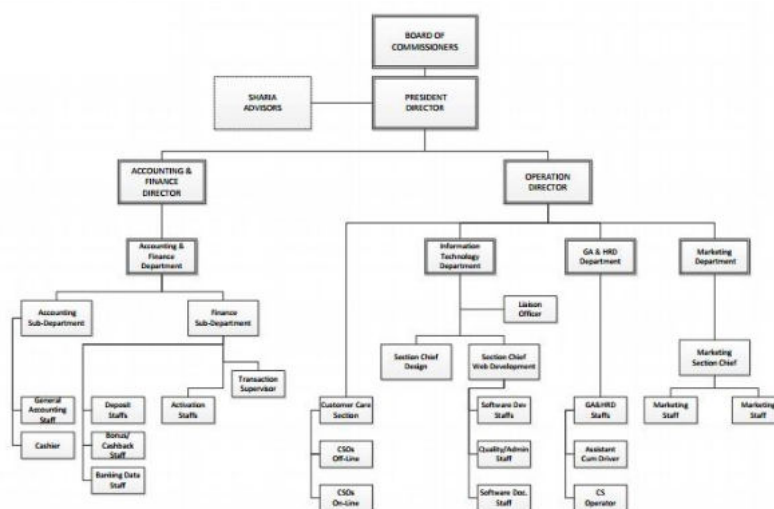 BOARD OF
COMMISSIONERS
SHARIA
ADVISORS
PRESIDENT
DIRECTOR
ACCOUNTING &
FINANCE
DIRECTOR
OPERATION
DIRECTOR
Accounting &
Finance
Department
Information
Technology
Department
GA & HRD
Department
Marketing
Department
Accounting
Sub-Department
Finance
Sub-Department
Liaison
Officer
Section Chief
Design
Section Chief
Web Development
Marketing
Section Chief
Transaction
Supervisor
General
Accounting
Staff
Deposit
Staffs
Activation
Staffs
Customer Care
Section
Software Dev
Staffs
GA&HRD
Staffs
Marketing
Staff
Marketing
Staff
Cashier
Bonus/
Cashback
Staff
CSOs
Off-Line
Quality/Admin
Staff
Assistant
Cum Driver
Banking Data
Staff
CSOs
On-Line
Software Doc.
Staff
CS
Operator